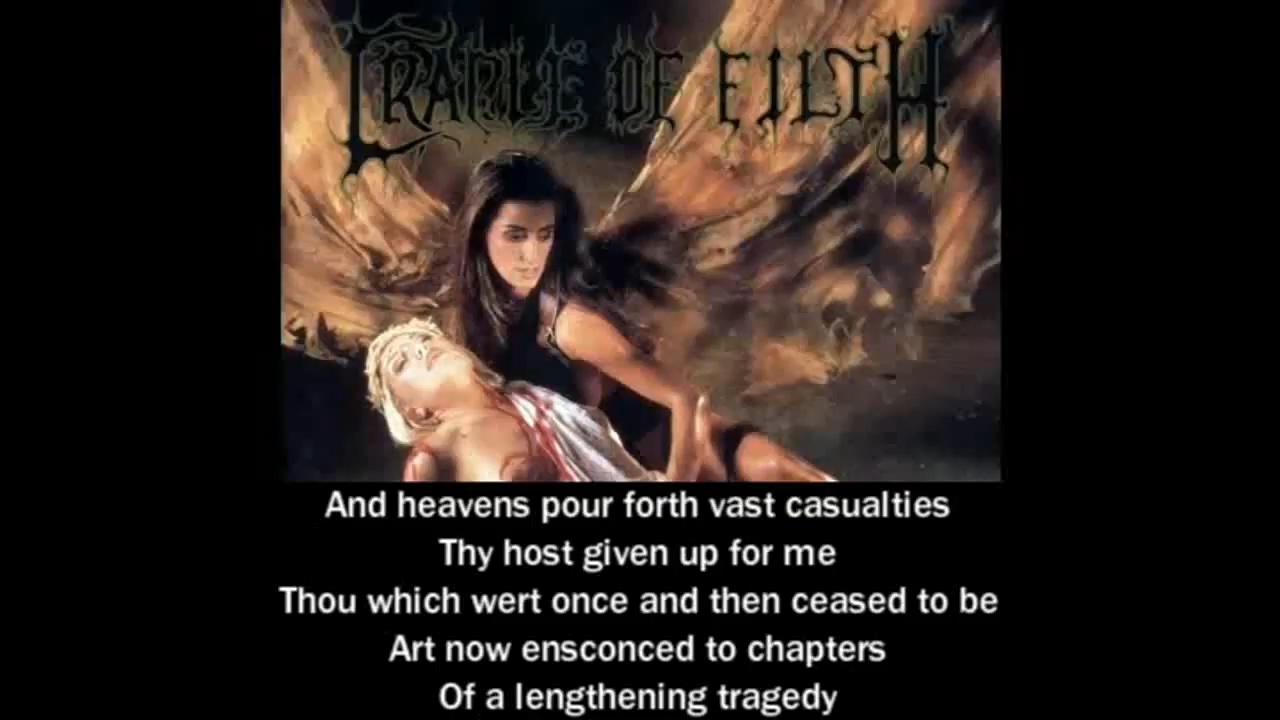 CRADLE OF FILTH
And heavens pour forth vast casualties
Thy host given up for me
Thou which wert once and then ceased to be
Art now ensconced to chapters
Of a lengthening tragedy